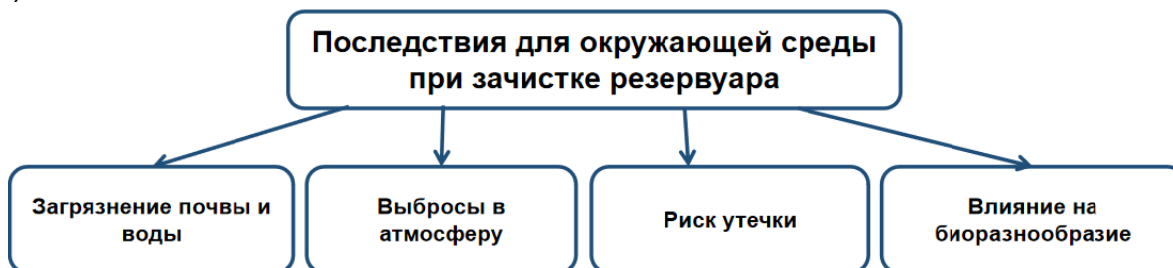 Последствия для окружающей среды
при зачистке резервуара
Загрязнение почвы и
воды
Выбросы в
атмосферу
Риск утечки
Влияние на
биоразнообразие